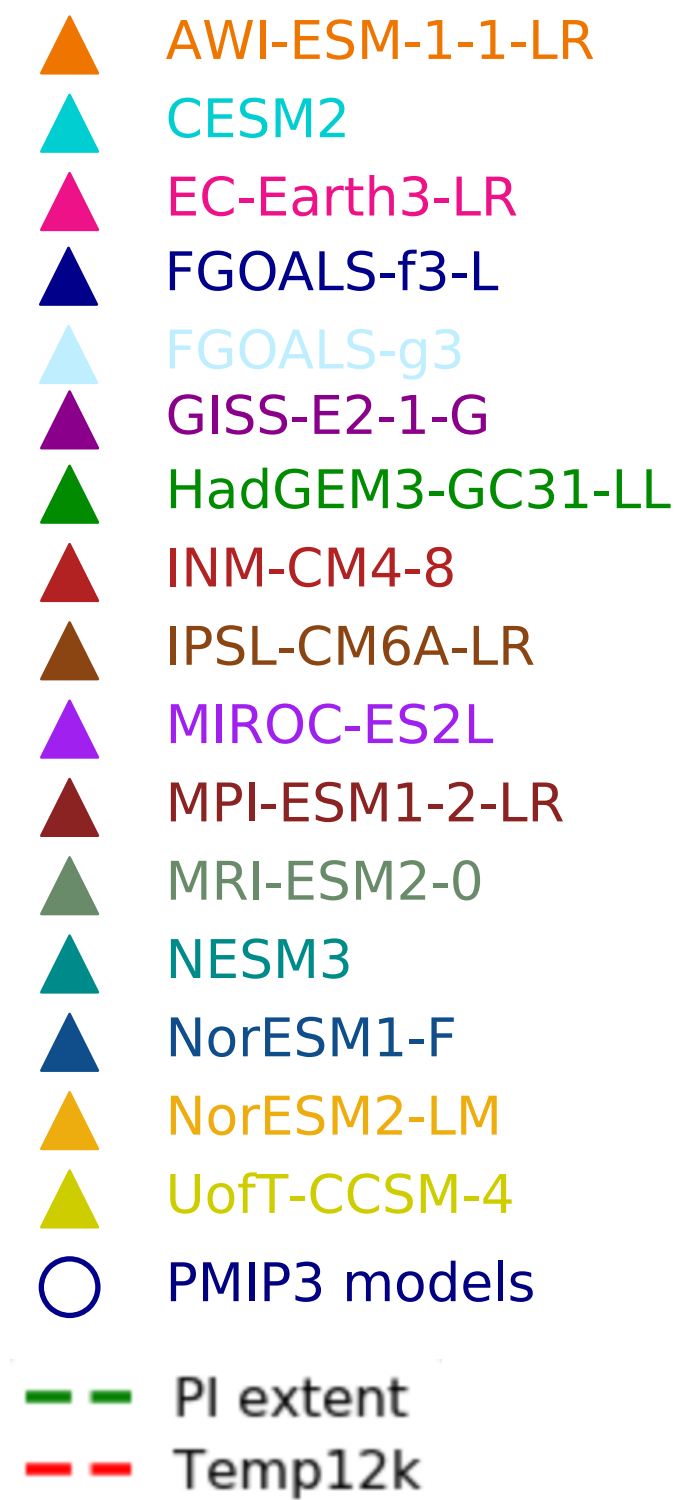 AWI-ESM-1-1-LR
CESM2
EC-Earth3-LR
FGOALS-f3-L
FGOALS-g3
GISS-E2-1-G
HadGEM3-GC31-LL
INM-CM4-8
IPSL-CM6A-LR
MIROC-ES2L
MPI-ESM1-2-LR
MRI-ESM2-0
NESM3
NorESM1-F
NorESM2-LM
UofT-CCSM-4
PMIP3 models
PI extent
Temp12k